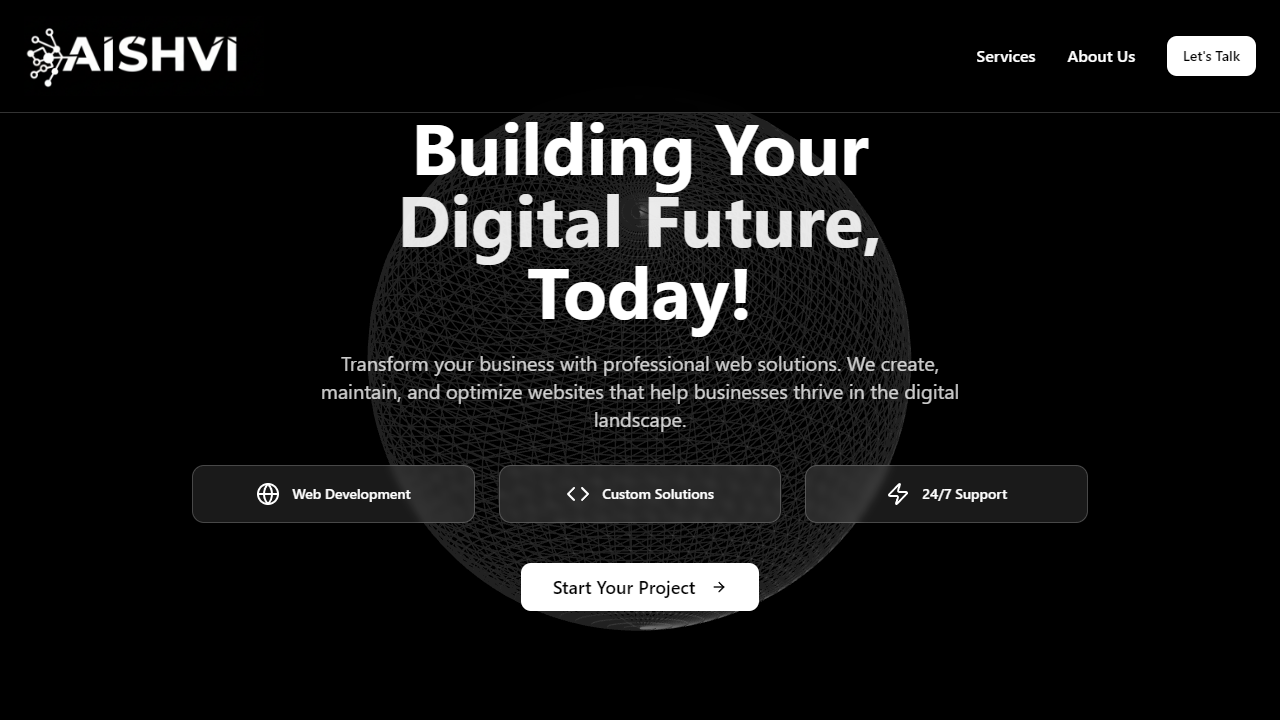 AISHVI
Services
About Us
Let's Talk
Building Your
Digital Future,
Today!
Transform your business with professional web solutions. We create,
maintain, and optimize websites that help businesses thrive in the digital
landscape.
Web Development
Custom Solutions
24/7 Support
Start Your Project